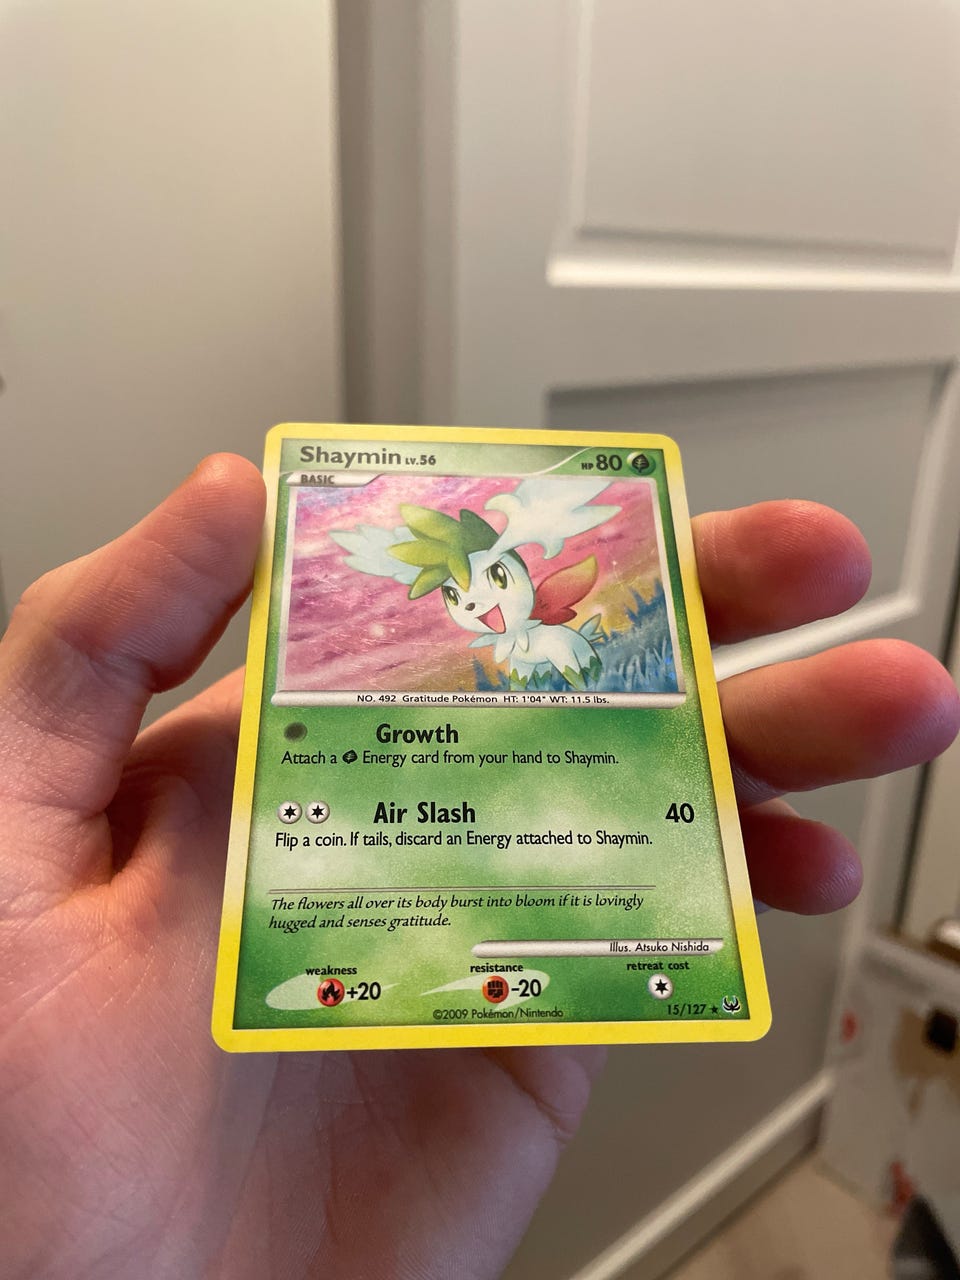 Shaymin LV.56 HP 80
BASIC
NO. 492 Gratitude Pokémon HT: 1'04" WT: 11.5 lbs.
Growth
Attach a Energy card from your hand to Shaymin.
Air Slash 40
Flip a coin. If tails, discard an Energy attached to Shaymin.
The flowers all over its body burst into bloom if it is lovingly
hugged and senses gratitude.
Illus. Atsuko Nishida
weakness resistance retreat cost
+20 -20
©2009 Pokémon/Nintendo 15/127